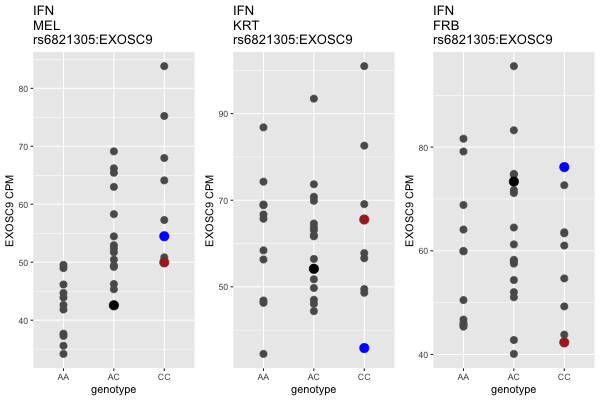 IFN
MEL
rs6821305:EXOSC9
EXOSC9 CPM
80
70
60
50
40
AA AC CC
genotype
IFN
KRT
rs6821305:EXOSC9
EXOSC9 CPM
90
70
50
AA AC CC
genotype
IFN
FRB
rs6821305:EXOSC9
EXOSC9 CPM
80
60
40
AA AC CC
genotype